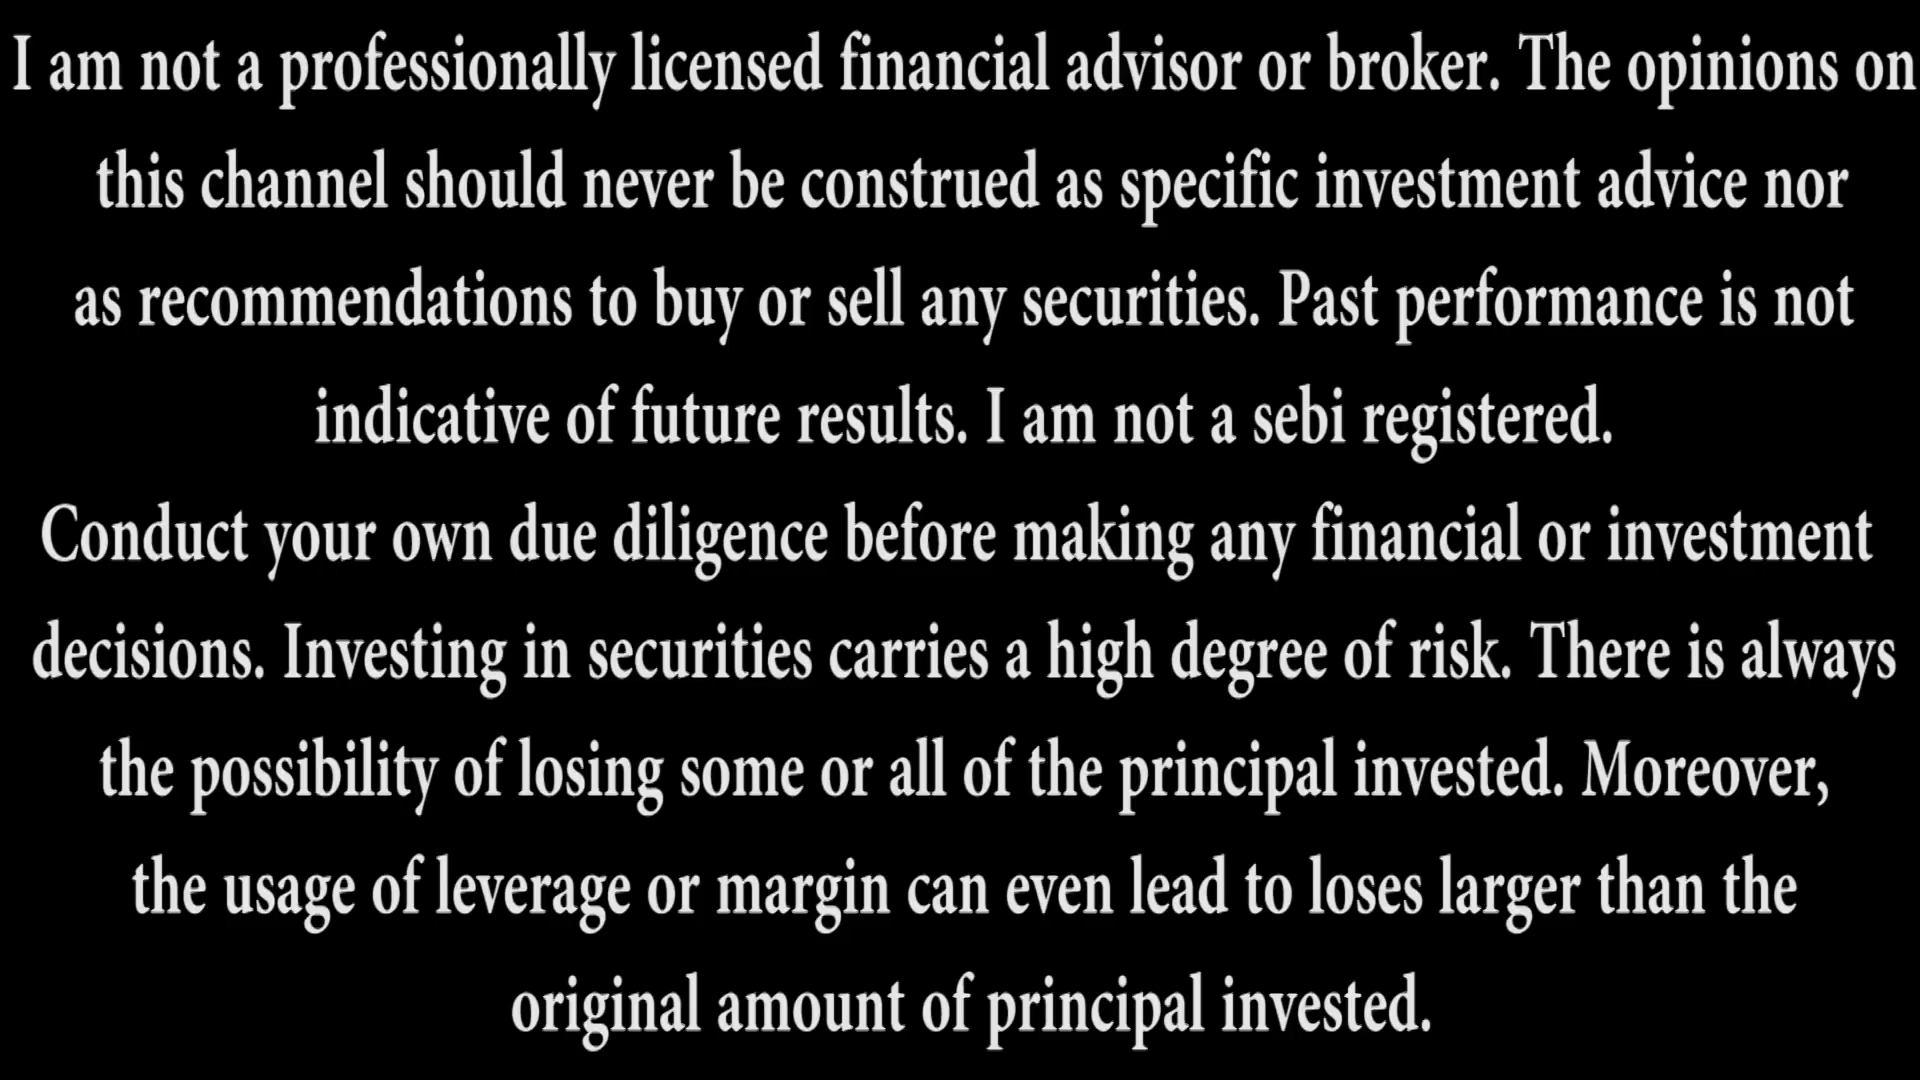 I am not a professionally licensed financial advisor or broker. The opinions on
this channel should never be construed as specific investment advice nor
as recommendations to buy or sell any securities. Past performance is not
indicative of future results. I am not a sebi registered.
Conduct your own due diligence before making any financial or investment
decisions. Investing in securities carries a high degree of risk. There is always
the possibility of losing some or all of the principal invested. Moreover,
the usage of leverage or margin can even lead to loses larger than the
original amount of principal invested.